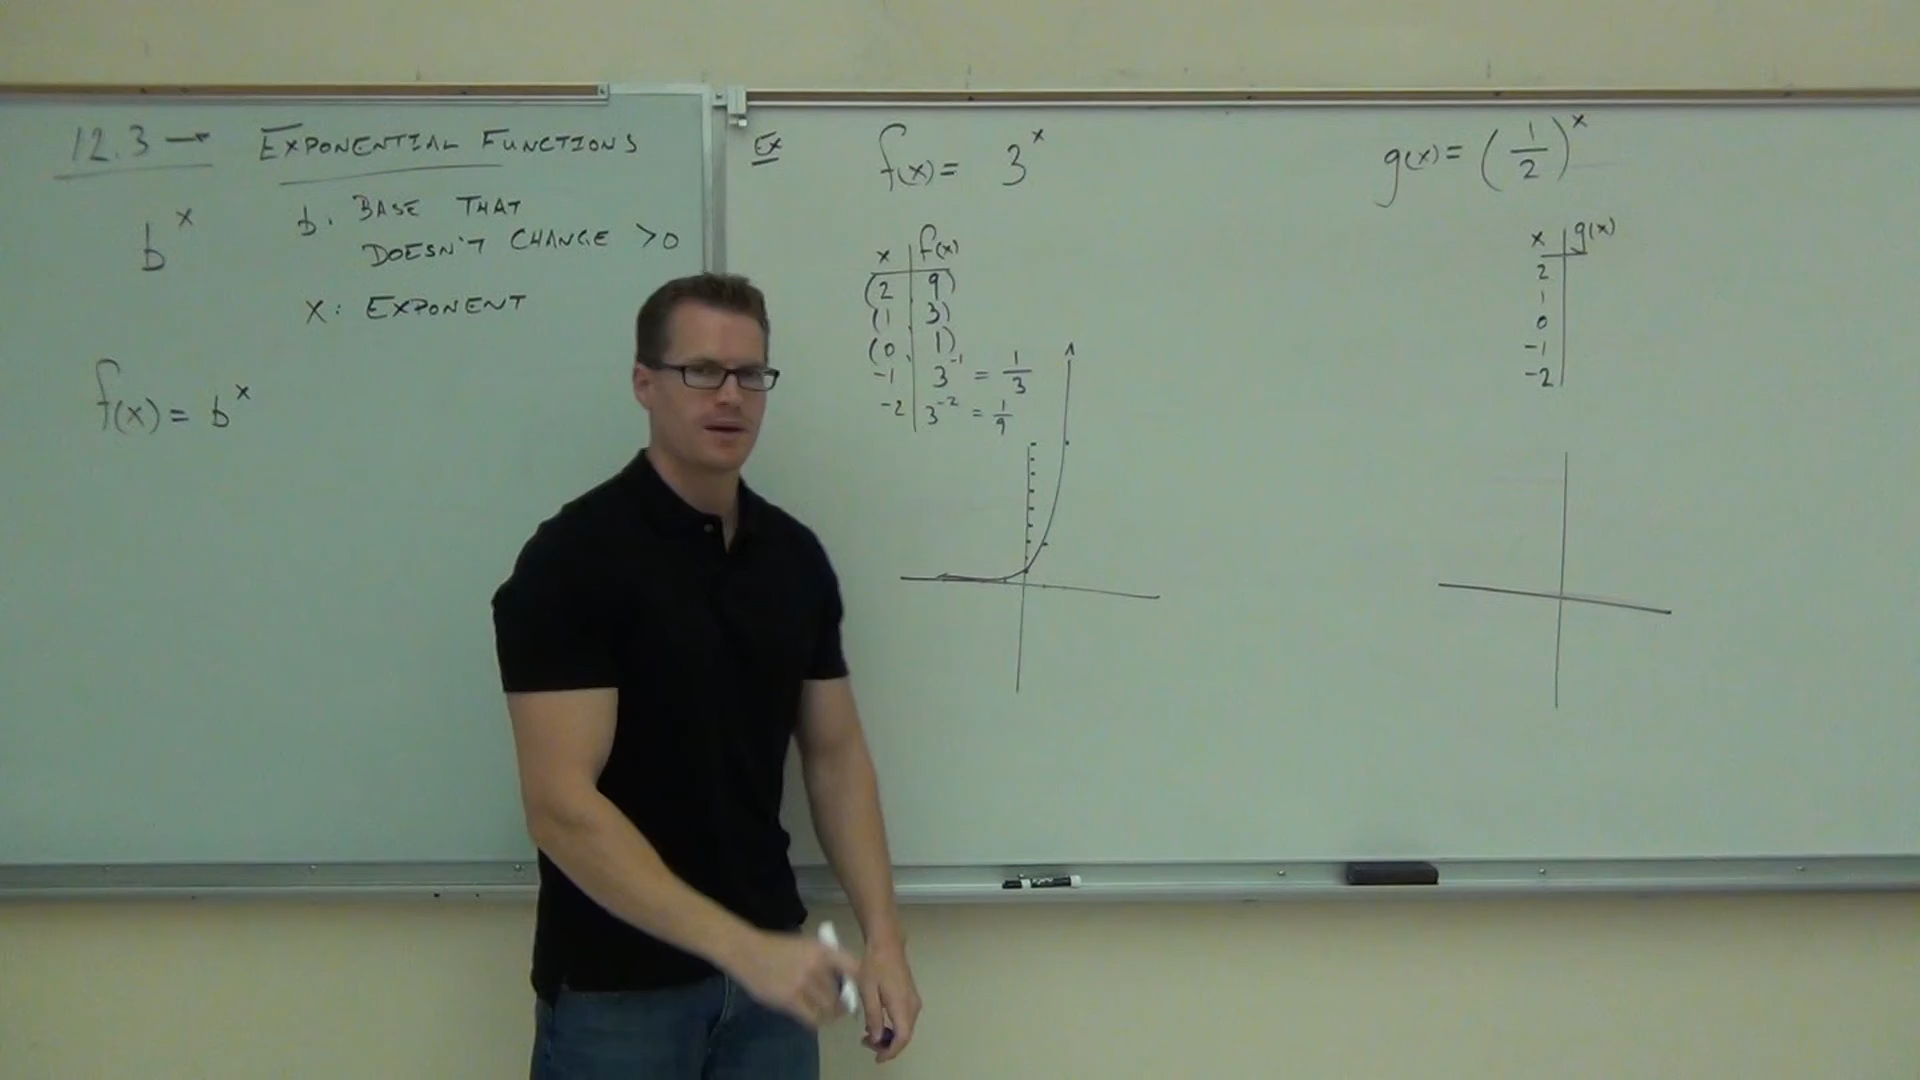 12.3 → EXPONENTIAL FUNCTIONS
b^x
b: BASE THAT
DOESN'T CHANGE >0
x: EXPONENT
f(x) = b^x
Ex
f(x) = 3^x
x | f(x)
(2 | 9)
(1 , 3)
(0 , 1)
-1 | 3^-1 = 1/3
-2 | 3^-2 = 1/9
g(x) = (1/2)^x
x | g(x)
2
1
0
-1
-2